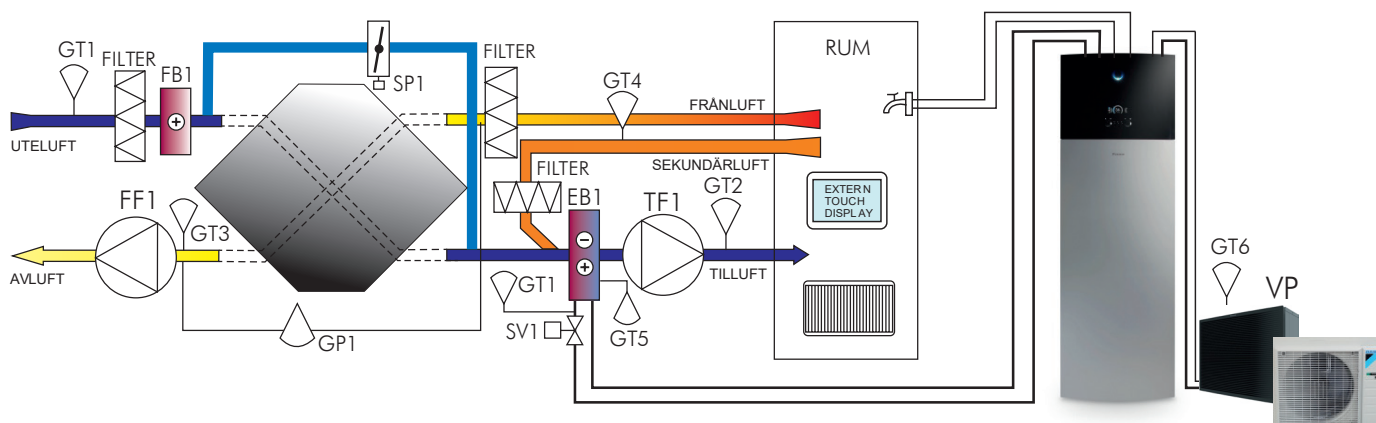 GT1
FILTER
FB1
SP1
FILTER
GT4
RUM
UTELUFT
FRÅNLUFT
SEKUNDÄRLUFT
FILTER
EB1
TF1
GT2
EXTERN
TOUCH
DISPLAY
FF1
GT3
AVLUFT
TILLUFT
GT1
SV1
GT5
GP1
GT6
VP